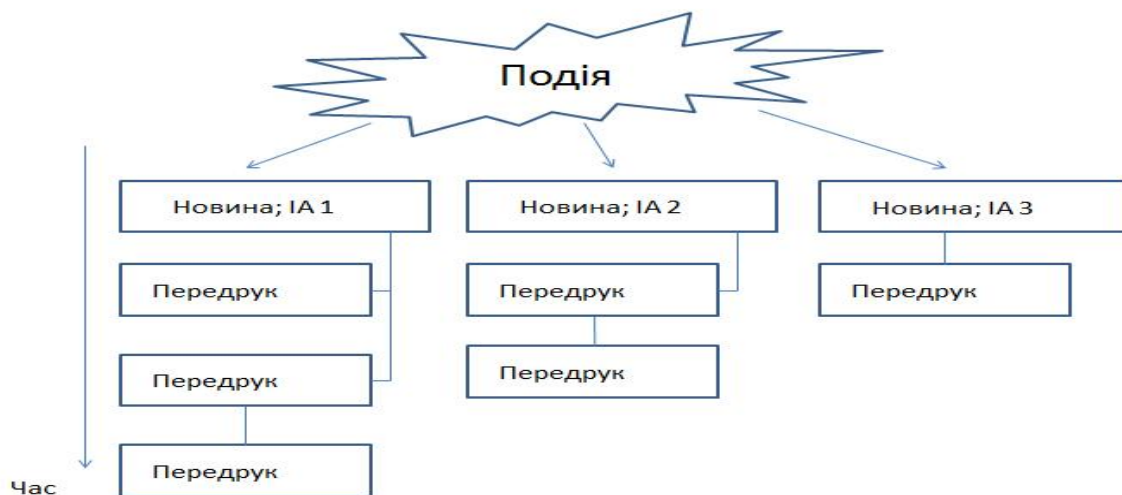 Подія
Новина; ІА 1
Новина; ІА 2
Новина; ІА 3
Передрук
Передрук
Передрук
Передрук
Передрук
Передрук
Час